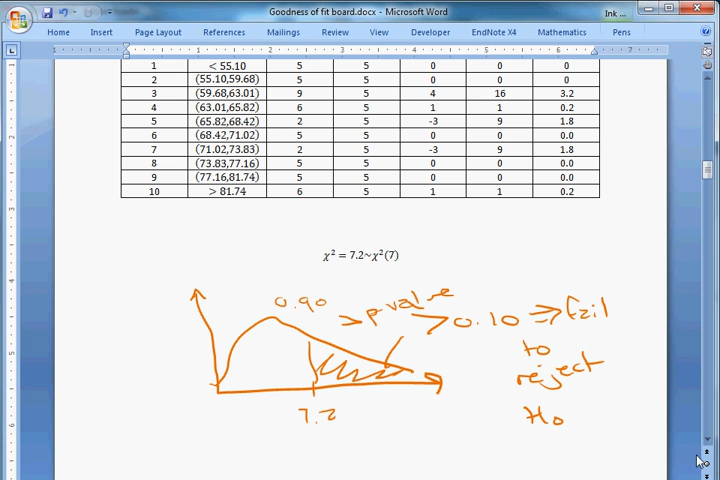 Goodness of fit board.docx - Microsoft Word
Ink ...
Home Insert Page Layout References Mailings Review View Developer EndNote X4 Mathematics Pens
1 < 55.10 5 5 0 0 0
2 (55.10,59.68) 5 5 0 0 0
3 (59.68,63.01) 9 5 4 16 3.2
4 (63.01,65.82) 6 5 1 1 0.2
5 (65.82,68.42) 2 5 -3 9 1.8
6 (68.42,71.02) 5 5 0 0 0.0
7 (71.02,73.83) 2 5 -3 9 1.8
8 (73.83,77.16) 5 5 0 0 0.0
9 (77.16,81.74) 5 5 0 0 0.0
10 > 81.74 6 5 1 1 0.2
χ² = 7.2~χ²(7)
0.90 > p value > 0.10 => Fail
to
reject
Ho
7.2